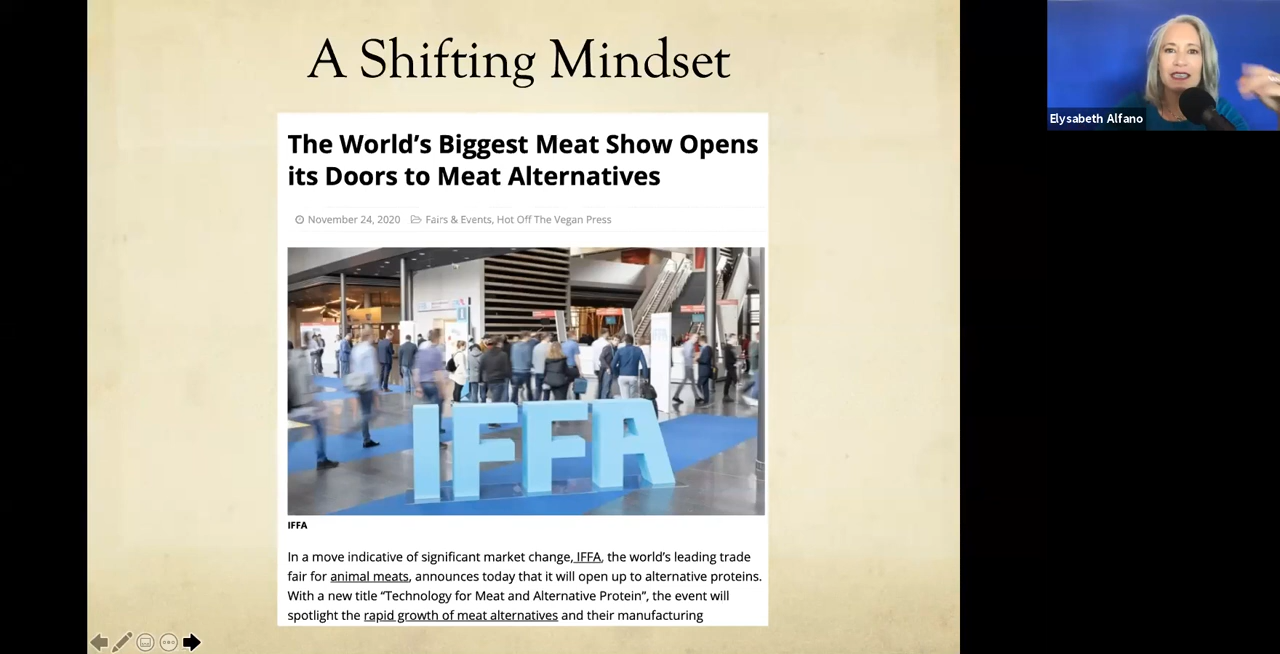 A Shifting Mindset
The World's Biggest Meat Show Opens
its Doors to Meat Alternatives
November 24, 2020 Fairs & Events, Hot Off The Vegan Press
IFFA
IFFA
In a move indicative of significant market change, IFFA, the world's leading trade
fair for animal meats, announces today that it will open up to alternative proteins.
With a new title “Technology for Meat and Alternative Protein”, the event will
spotlight the rapid growth of meat alternatives and their manufacturing
Elysabeth Alfano